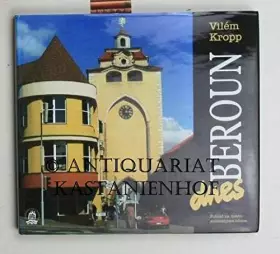 Vilém
Kropp
BEROUN
dnes
© ANTIQUARIAT
KASTANIENHOF